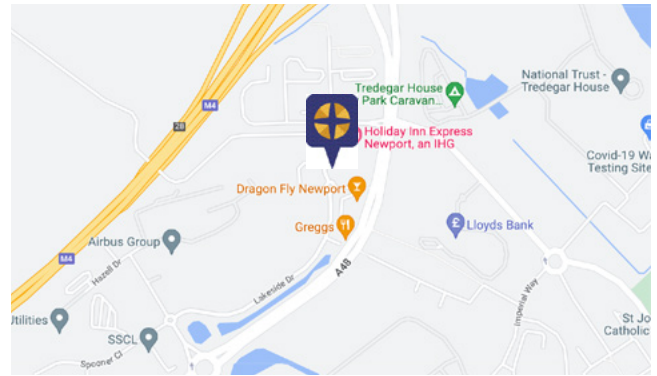 National Trust -
Tredegar House
Tredegar House
Park Caravan...
M4
28
Holiday Inn Express
Newport, an IHG
Covid-19 Wa
Testing Site
Dragon Fly Newport
Greggs
Lloyds Bank
Airbus Group
M4
Hazell Dr
A48
Lakeside Dr
Imperial Way
Utilities
SSCL
Spooner Cl
St Jo
Catholic